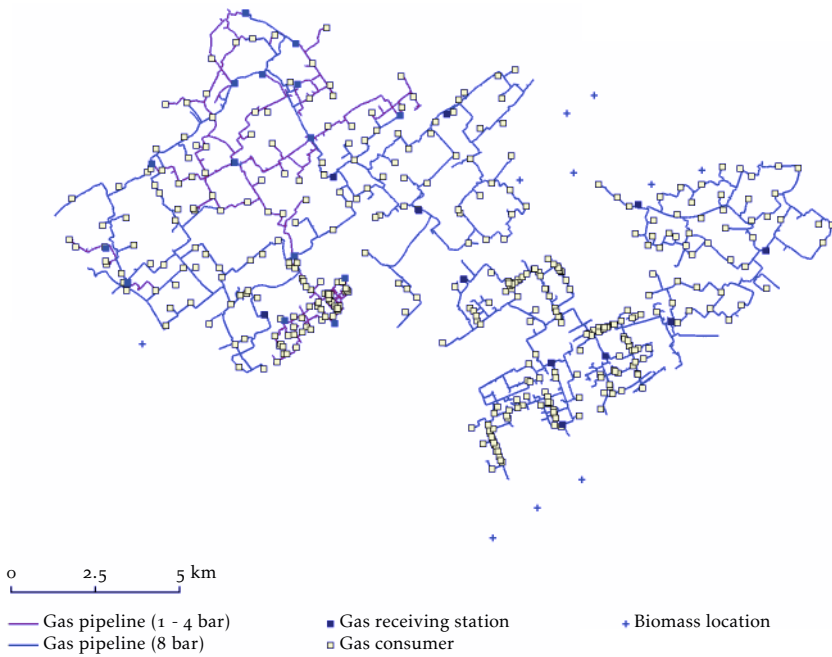 0 2.5 5 km
Gas pipeline (1 - 4 bar)
Gas pipeline (8 bar)
Gas receiving station
Gas consumer
Biomass location